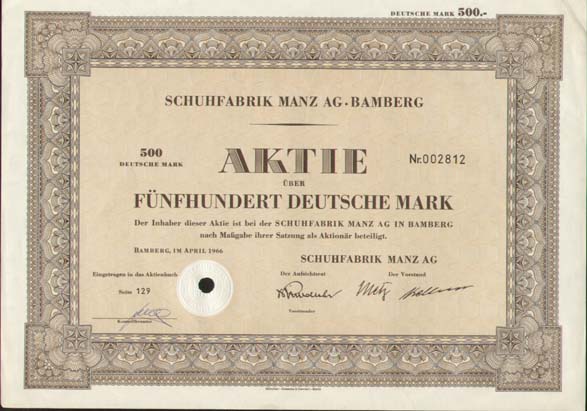 DEUTSCHE MARK 500.-
SCHUHFABRIK MANZ AG · BAMBERG
500
DEUTSCHE MARK
AKTIE
Nr. 002812
ÜBER
FÜNFHUNDERT DEUTSCHE MARK
Der Inhaber dieser Aktie ist bei der SCHUHFABRIK MANZ AG IN BAMBERG
nach Maßgabe ihrer Satzung als Aktionär beteiligt.
BAMBERG, IM APRIL 1966
SCHUHFABRIK MANZ AG
Eingetragen in das Aktienbuch
Der Aufsichtsrat
Der Vorstand
Seite 129
Metz
Vorsitzender
Kontrollbeamter